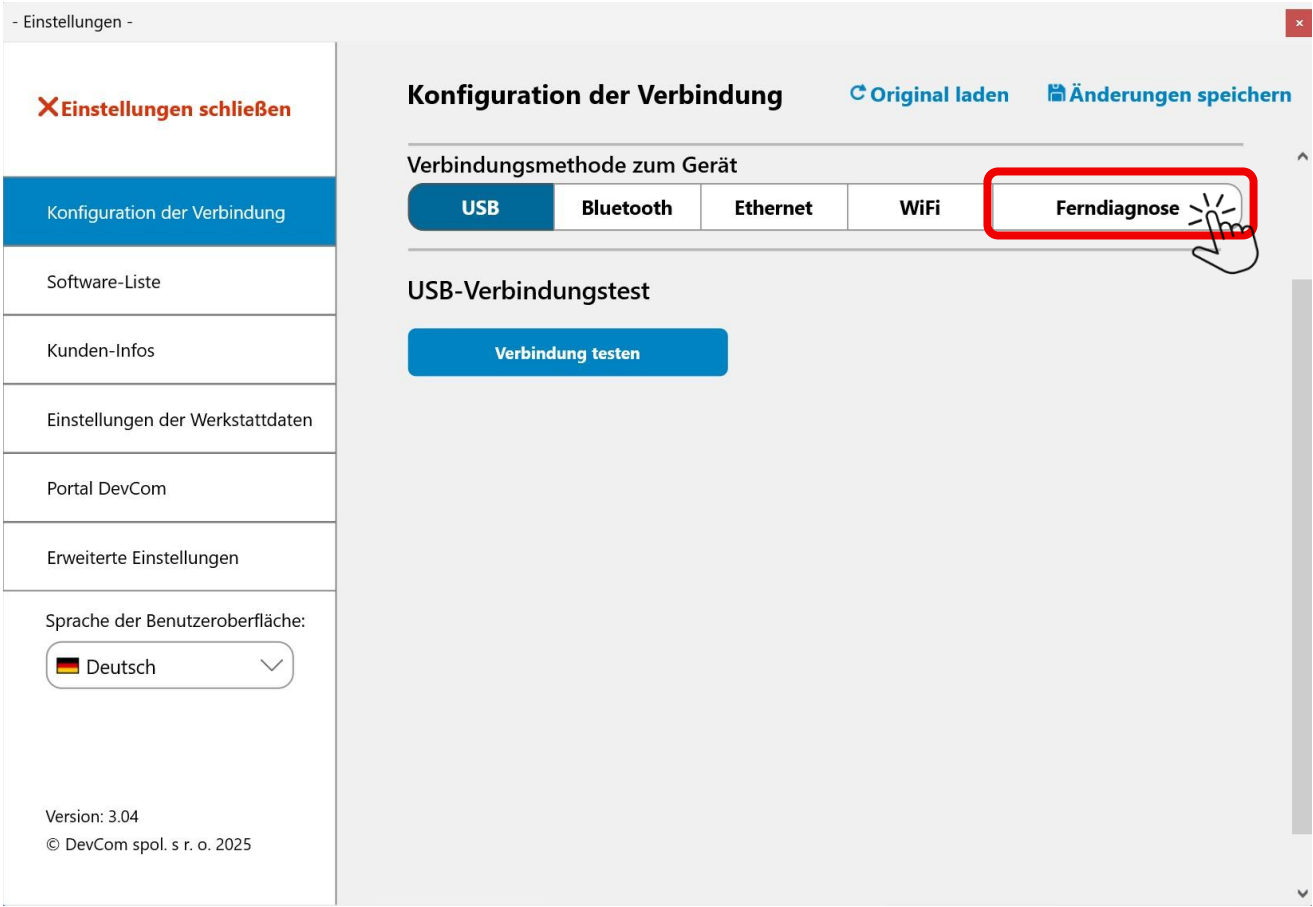 - Einstellungen -
Einstellungen schließen
Konfiguration der Verbindung
Software-Liste
Kunden-Infos
Einstellungen der Werkstattdaten
Portal DevCom
Erweiterte Einstellungen
Sprache der Benutzeroberfläche:
Deutsch
Version: 3.04
© DevCom spol. s r. o. 2025
Konfiguration der Verbindung
Original laden
Änderungen speichern
Verbindungsmethode zum Gerät
USB Bluetooth Ethernet WiFi Ferndiagnose
USB-Verbindungstest
Verbindung testen